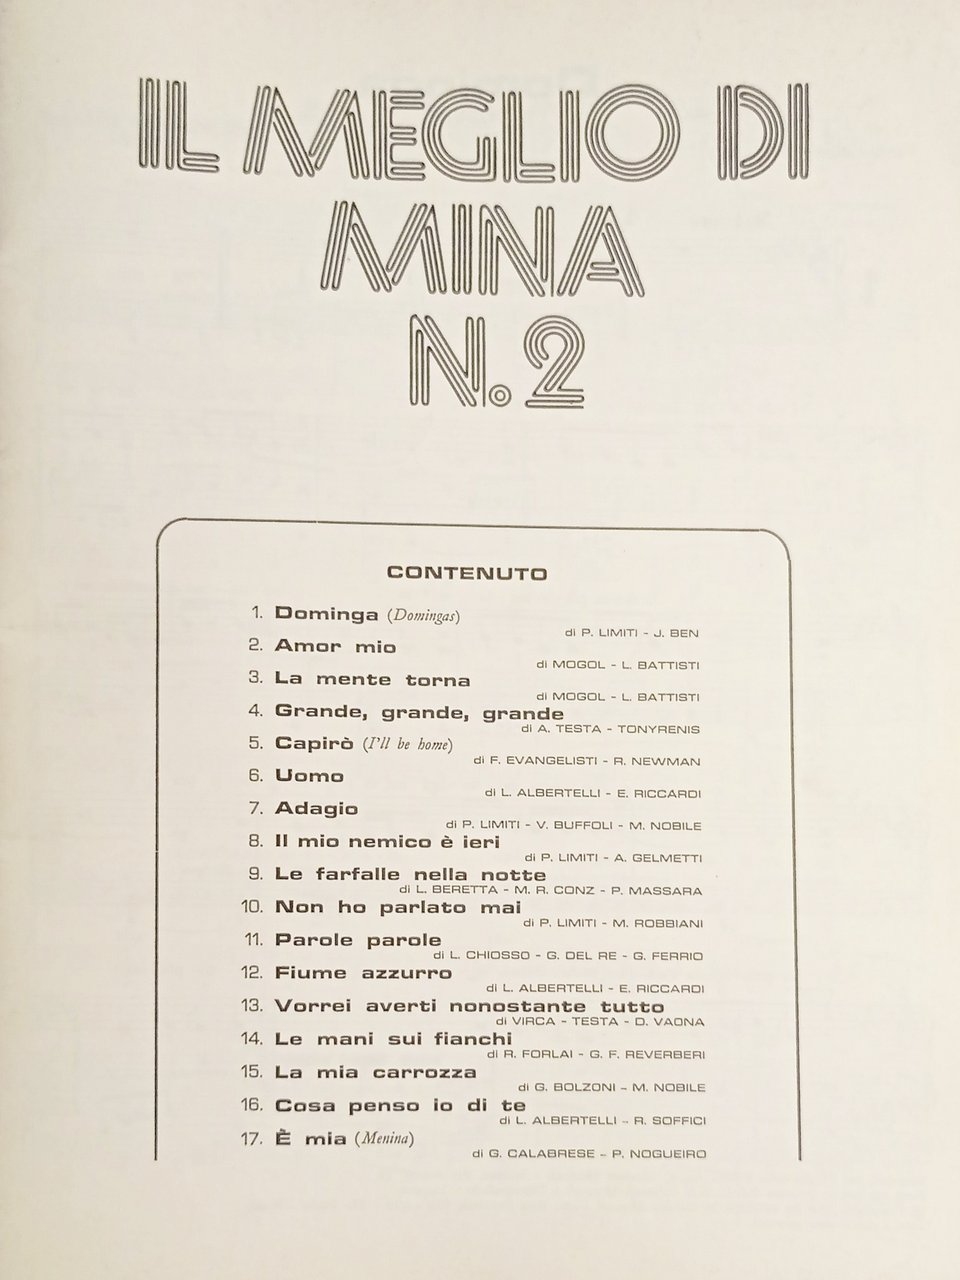 IL MEGLIO DI
MINA
N.2
CONTENUTO
1. Dominga (Domingas)
di P. LIMITI - J. BEN
2. Amor mio
di MOGOL - L. BATTISTI
3. La mente torna
di MOGOL - L. BATTISTI
4. Grande, grande, grande
di A. TESTA - TONYRENIS
5. Capirò (I'll be home)
di F. EVANGELISTI - R. NEWMAN
6. Uomo
di L. ALBERTELLI - E. RICCARDI
7. Adagio
di P. LIMITI - V. BUFFOLI - M. NOBILE
8. Il mio nemico è ieri
di P. LIMITI - A. GELMETTI
9. Le farfalle nella notte
di L. BERETTA - M. R. CONZ - P. MASSARA
10. Non ho parlato mai
di P. LIMITI - M. ROBBIANI
11. Parole parole
di L. CHIOSSO - G. DEL RE - G. FERRIO
12. Fiume azzurro
di L. ALBERTELLI - E. RICCARDI
13. Vorrei averti nonostante tutto
di VIRCA - TESTA - D. VAONA
14. Le mani sui fianchi
di R. FORLAI - G. F. REVERBERI
15. La mia carrozza
di G. BOLZONI - M. NOBILE
16. Cosa penso io di te
di L. ALBERTELLI - R. SOFFICI
17. È mia (Menina)
di G. CALABRESE - P. NOGUEIRO